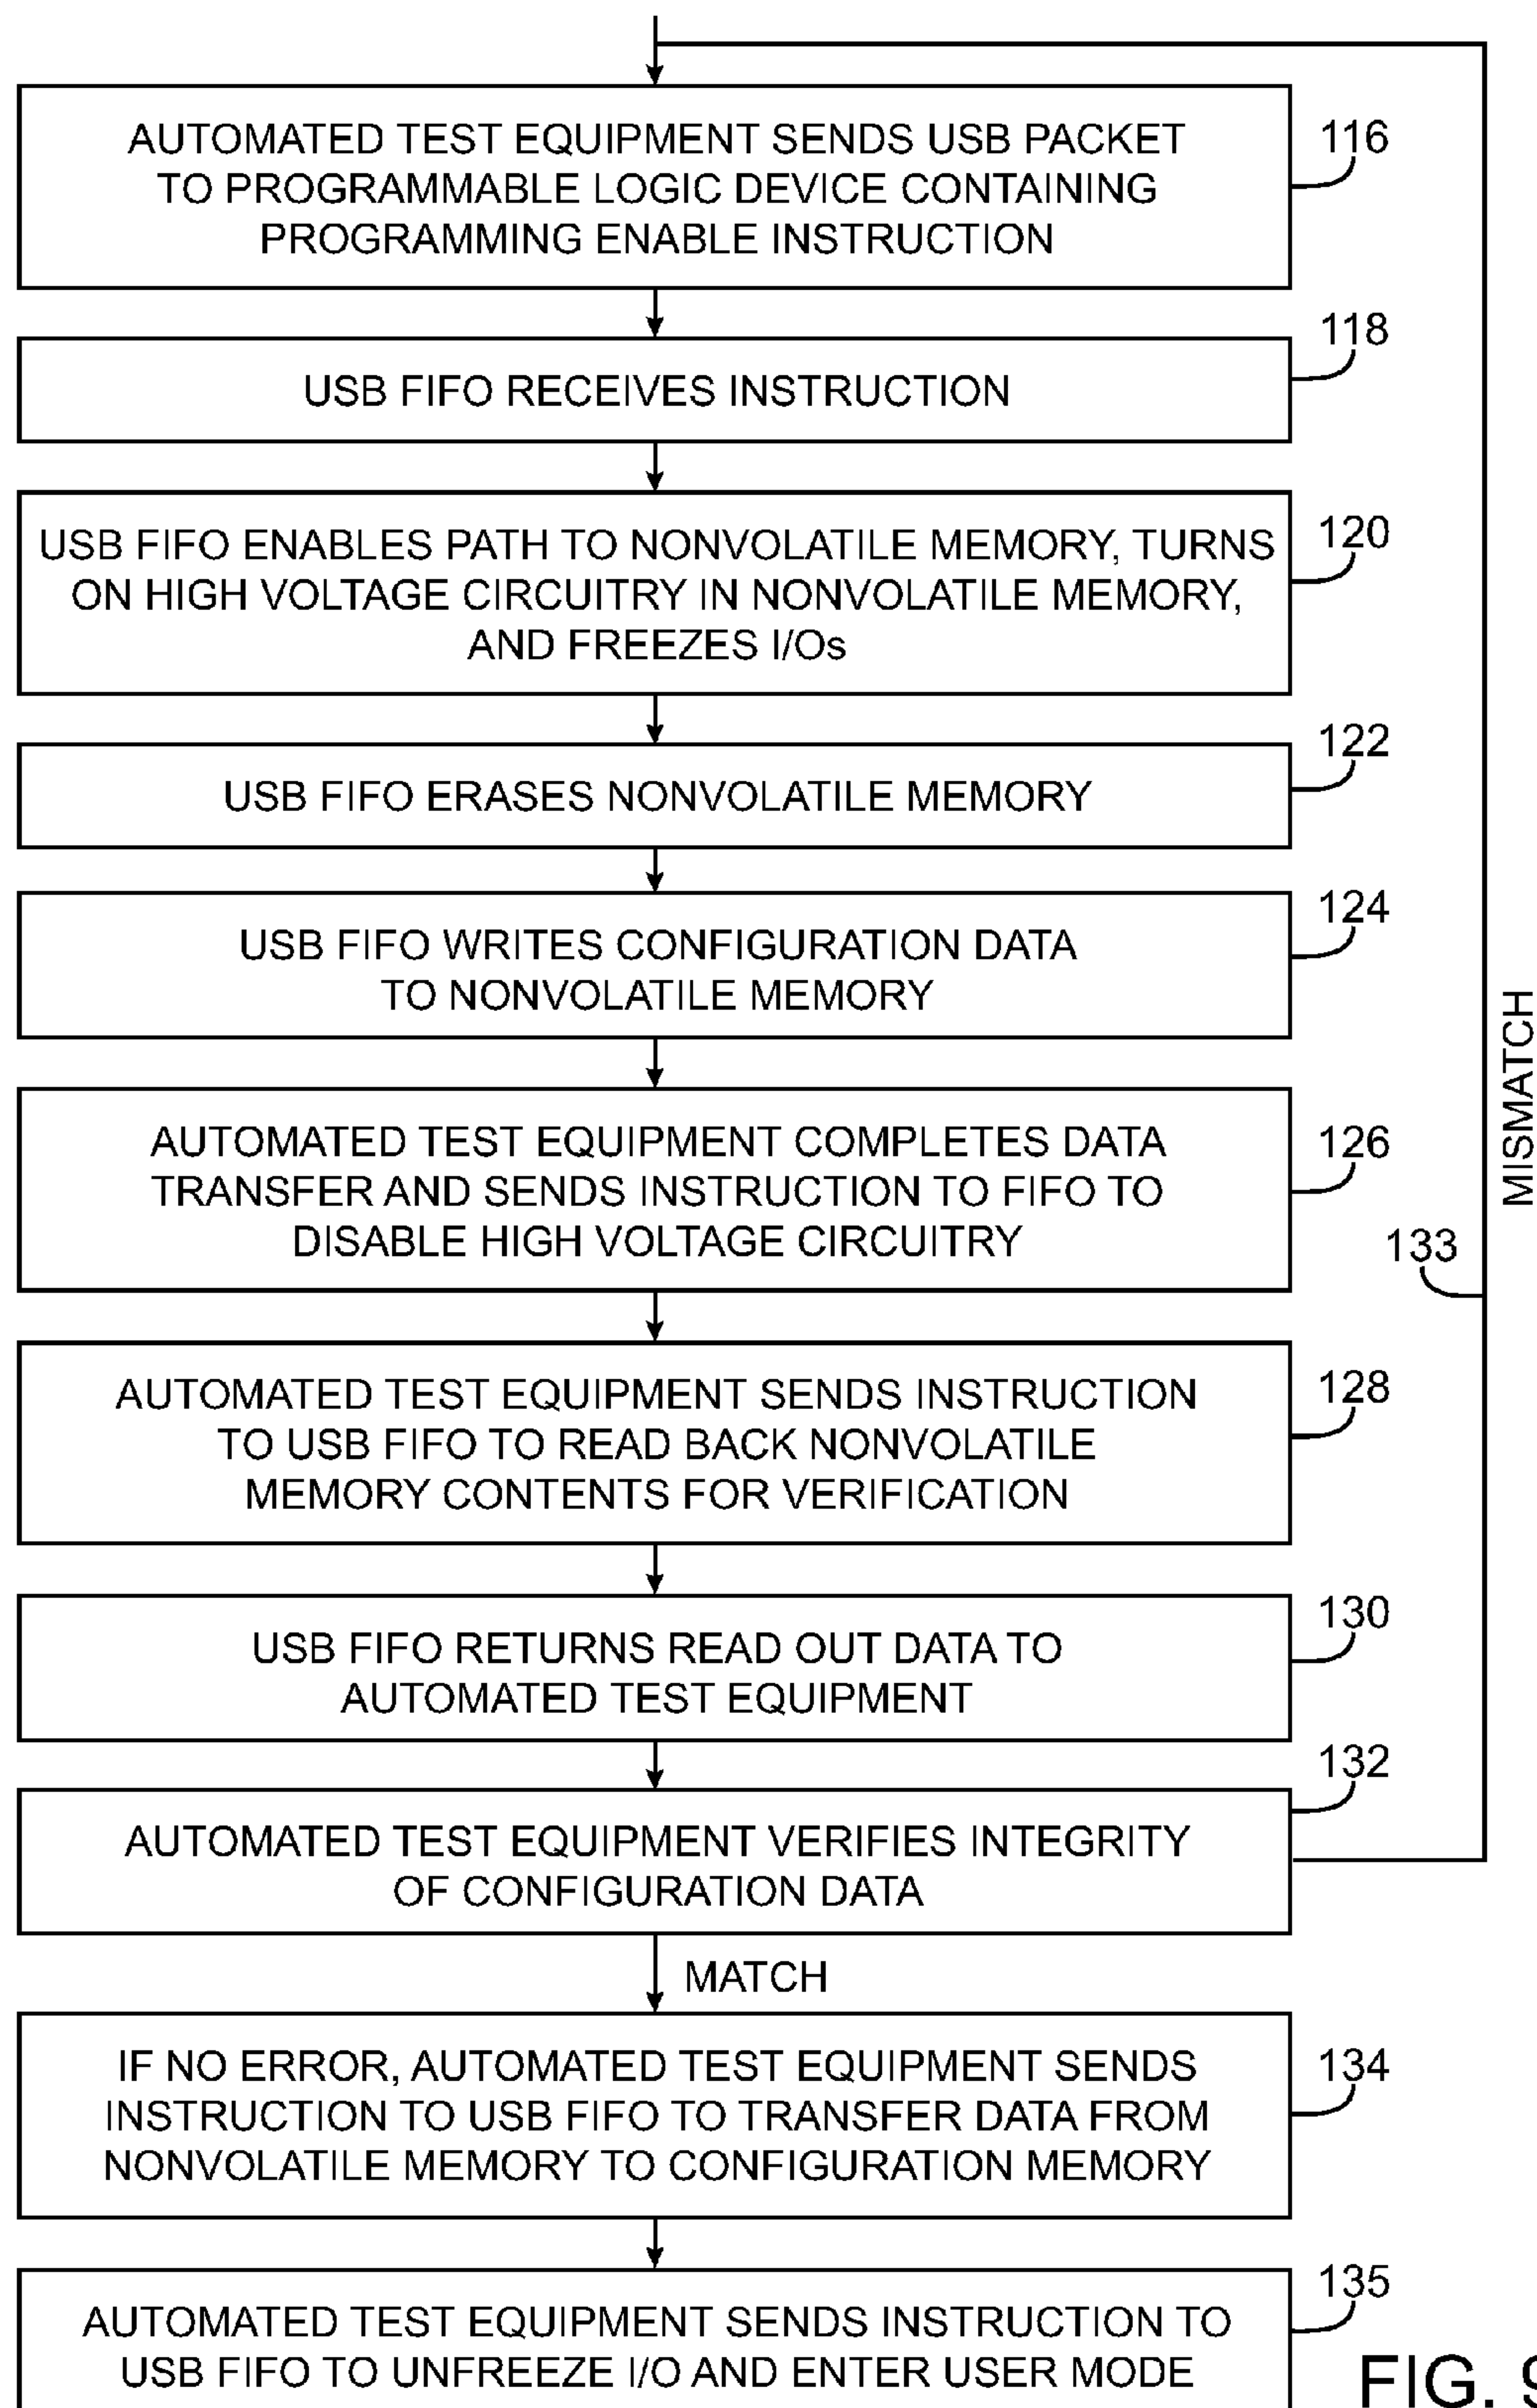 AUTOMATED TEST EQUIPMENT SENDS USB PACKET
TO PROGRAMMABLE LOGIC DEVICE CONTAINING
PROGRAMMING ENABLE INSTRUCTION
116
USB FIFO RECEIVES INSTRUCTION
118
USB FIFO ENABLES PATH TO NONVOLATILE MEMORY, TURNS
ON HIGH VOLTAGE CIRCUITRY IN NONVOLATILE MEMORY,
AND FREEZES I/Os
120
USB FIFO ERASES NONVOLATILE MEMORY
122
USB FIFO WRITES CONFIGURATION DATA
TO NONVOLATILE MEMORY
124
AUTOMATED TEST EQUIPMENT COMPLETES DATA
TRANSFER AND SENDS INSTRUCTION TO FIFO TO
DISABLE HIGH VOLTAGE CIRCUITRY
126
MISMATCH
133
AUTOMATED TEST EQUIPMENT SENDS INSTRUCTION
TO USB FIFO TO READ BACK NONVOLATILE
MEMORY CONTENTS FOR VERIFICATION
128
USB FIFO RETURNS READ OUT DATA TO
AUTOMATED TEST EQUIPMENT
130
AUTOMATED TEST EQUIPMENT VERIFIES INTEGRITY
OF CONFIGURATION DATA
132
MATCH
IF NO ERROR, AUTOMATED TEST EQUIPMENT SENDS
INSTRUCTION TO USB FIFO TO TRANSFER DATA FROM
NONVOLATILE MEMORY TO CONFIGURATION MEMORY
134
AUTOMATED TEST EQUIPMENT SENDS INSTRUCTION TO
USB FIFO TO UNFREEZE I/O AND ENTER USER MODE
135
FIG.